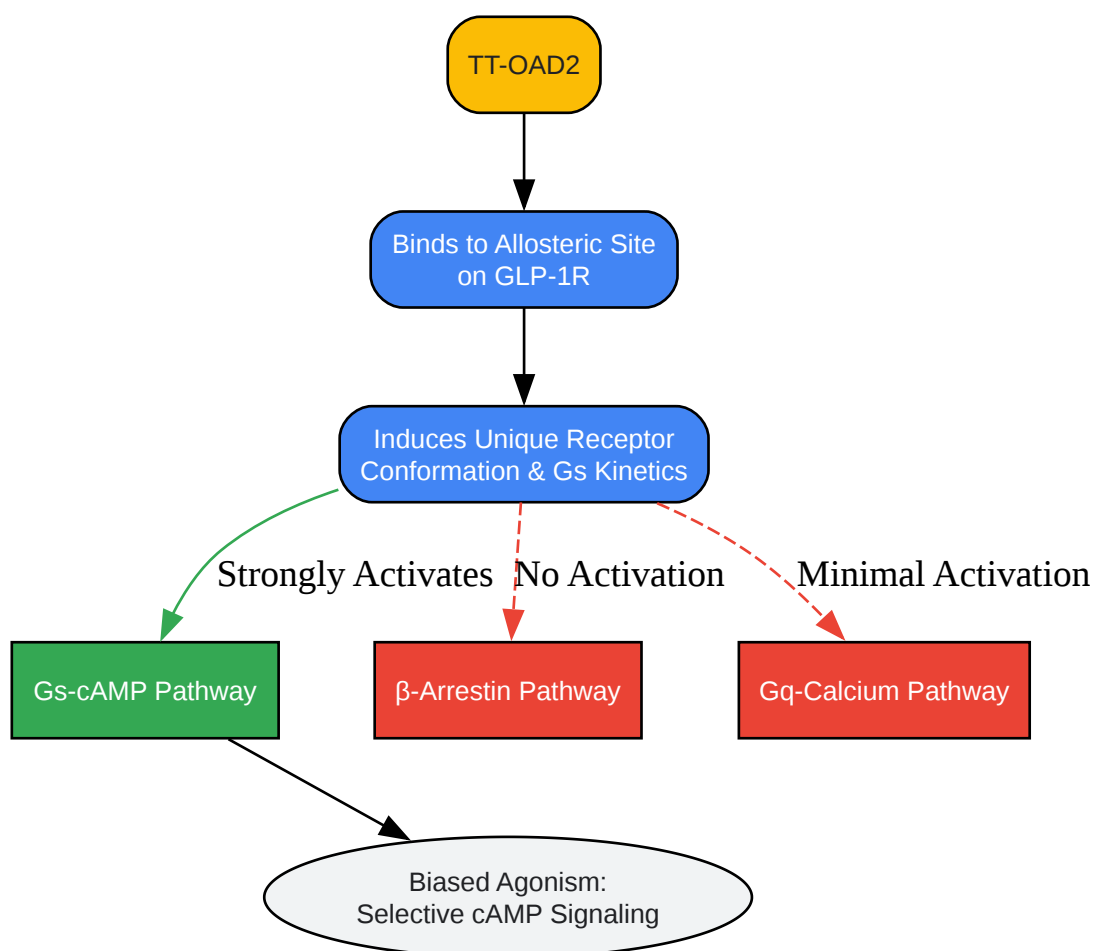 TT-OAD2
Binds to Allosteric Site
on GLP-1R
Induces Unique Receptor
Conformation & Gs Kinetics
Strongly Activates
No Activation
Minimal Activation
Gs-cAMP Pathway
β-Arrestin Pathway
Gq-Calcium Pathway
Biased Agonism:
Selective cAMP Signaling